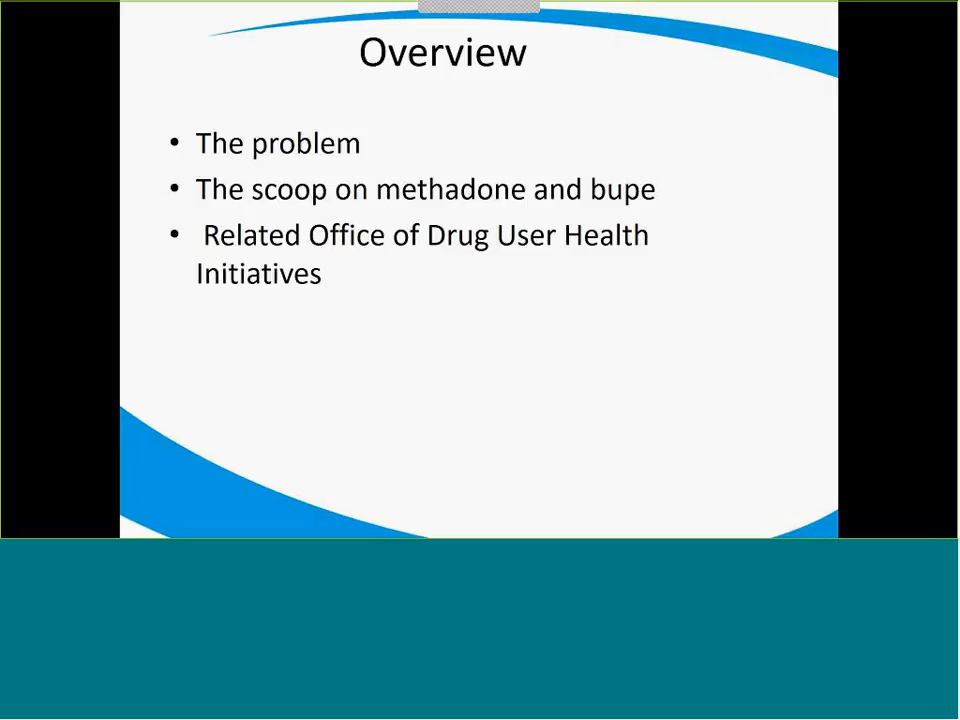 Overview
• The problem
• The scoop on methadone and bupe
• Related Office of Drug User Health
Initiatives